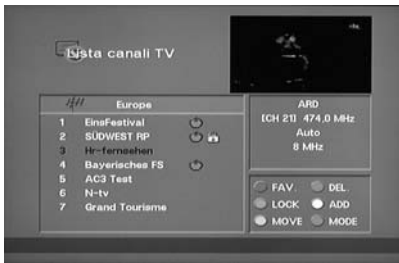 Lista canali TV
Europe
1 EinsFestival
2 SÜDWEST RP
3 Hr-fernsehen
4 Bayerisches FS
5 AC3 Test
6 N-tv
7 Grand Tourisme
ARD
[CH 21] 474,0 MHz
Auto
8 MHz
FAV. DEL.
LOCK ADD
MOVE MODE